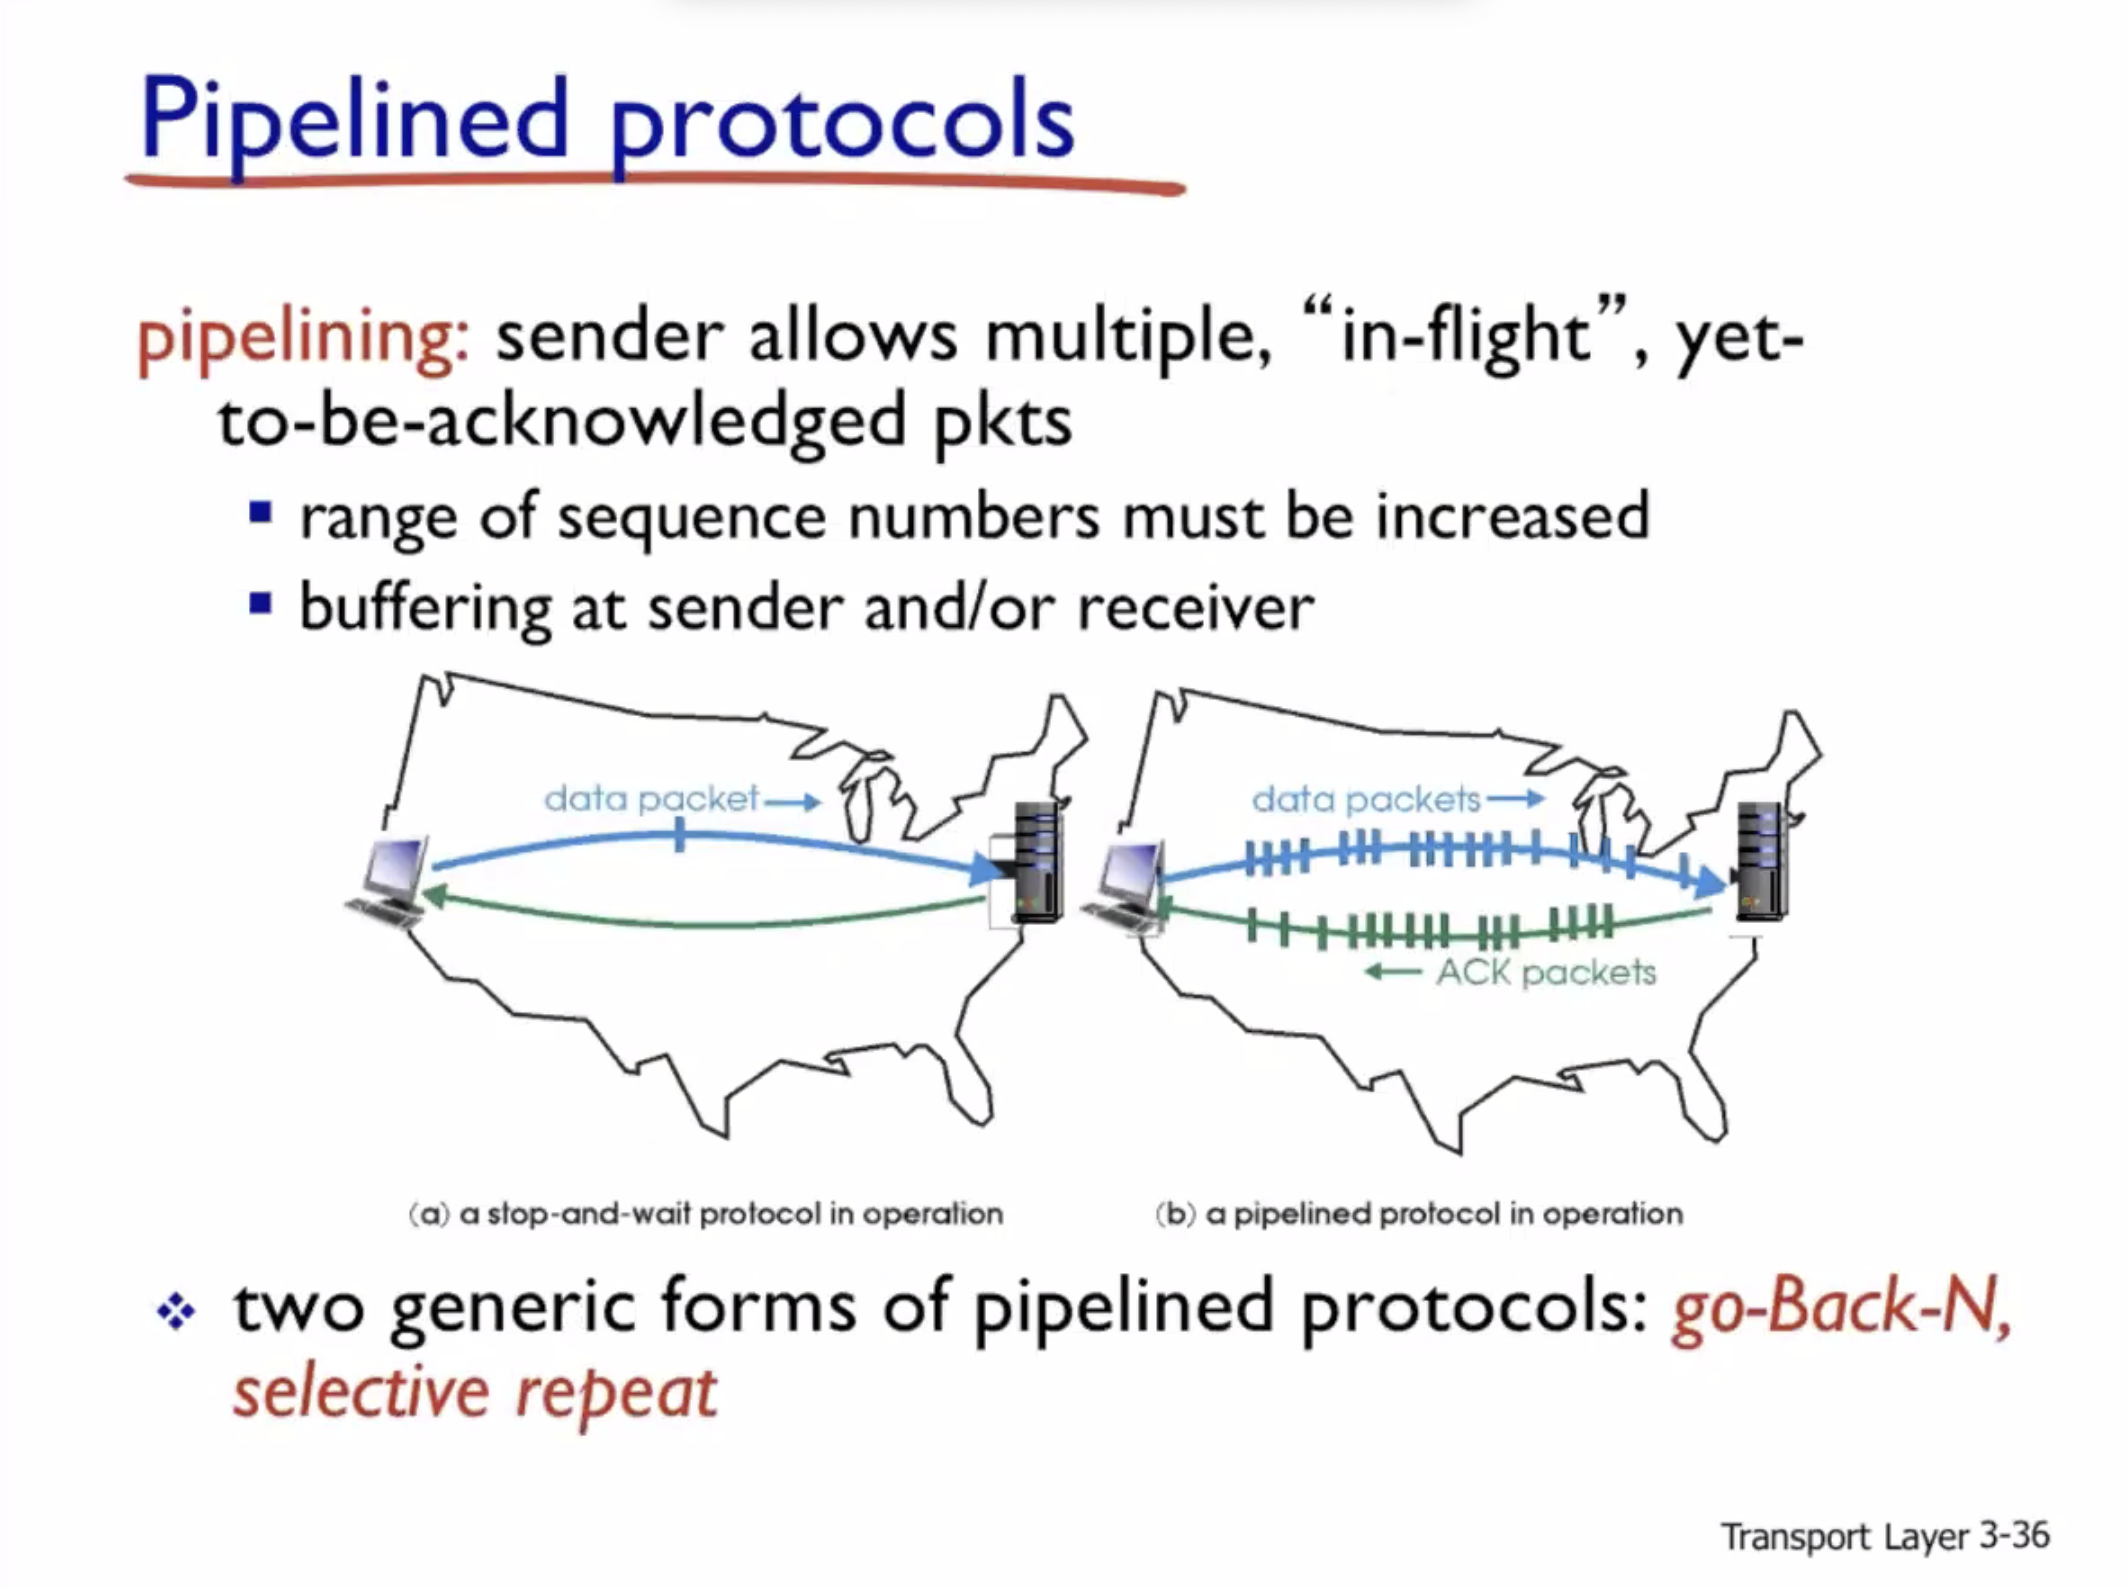 Pipelined protocols
pipelining: sender allows multiple, “in-flight”, yet-
to-be-acknowledged pkts
▪ range of sequence numbers must be increased
▪ buffering at sender and/or receiver
data packet
data packets
ACK packets
(a) a stop-and-wait protocol in operation
(b) a pipelined protocol in operation
❖ two generic forms of pipelined protocols: go-Back-N,
selective repeat
Transport Layer 3-36